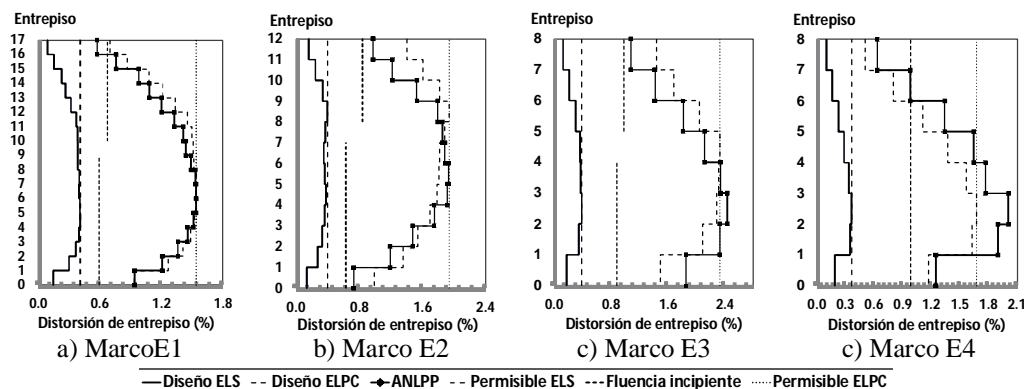 Entrepiso
17
16
15
14
13
12
11
10
9
8
7
6
5
4
3
2
1
0
0.0 0.6 1.2 1.8
Distorsión de entrepiso (%)
a) MarcoE1
Entrepiso
12
11
10
9
8
7
6
5
4
3
2
1
0
0.0 0.8 1.6 2.4
Distorsión de entrepiso (%)
b) Marco E2
Entrepiso
8
7
6
5
4
3
2
1
0
0.0 0.6 1.2 1.8 2.4
Distorsión de entrepiso (%)
c) Marco E3
Entrepiso
8
7
6
5
4
3
2
1
0
0.0 0.3 0.6 0.9 1.2 1.5 1.8 2.1
Distorsión de entrepiso (%)
c) Marco E4
Diseño ELS Diseño ELPC ANLPP Permisible ELS Fluencia incipiente Permisible ELPC